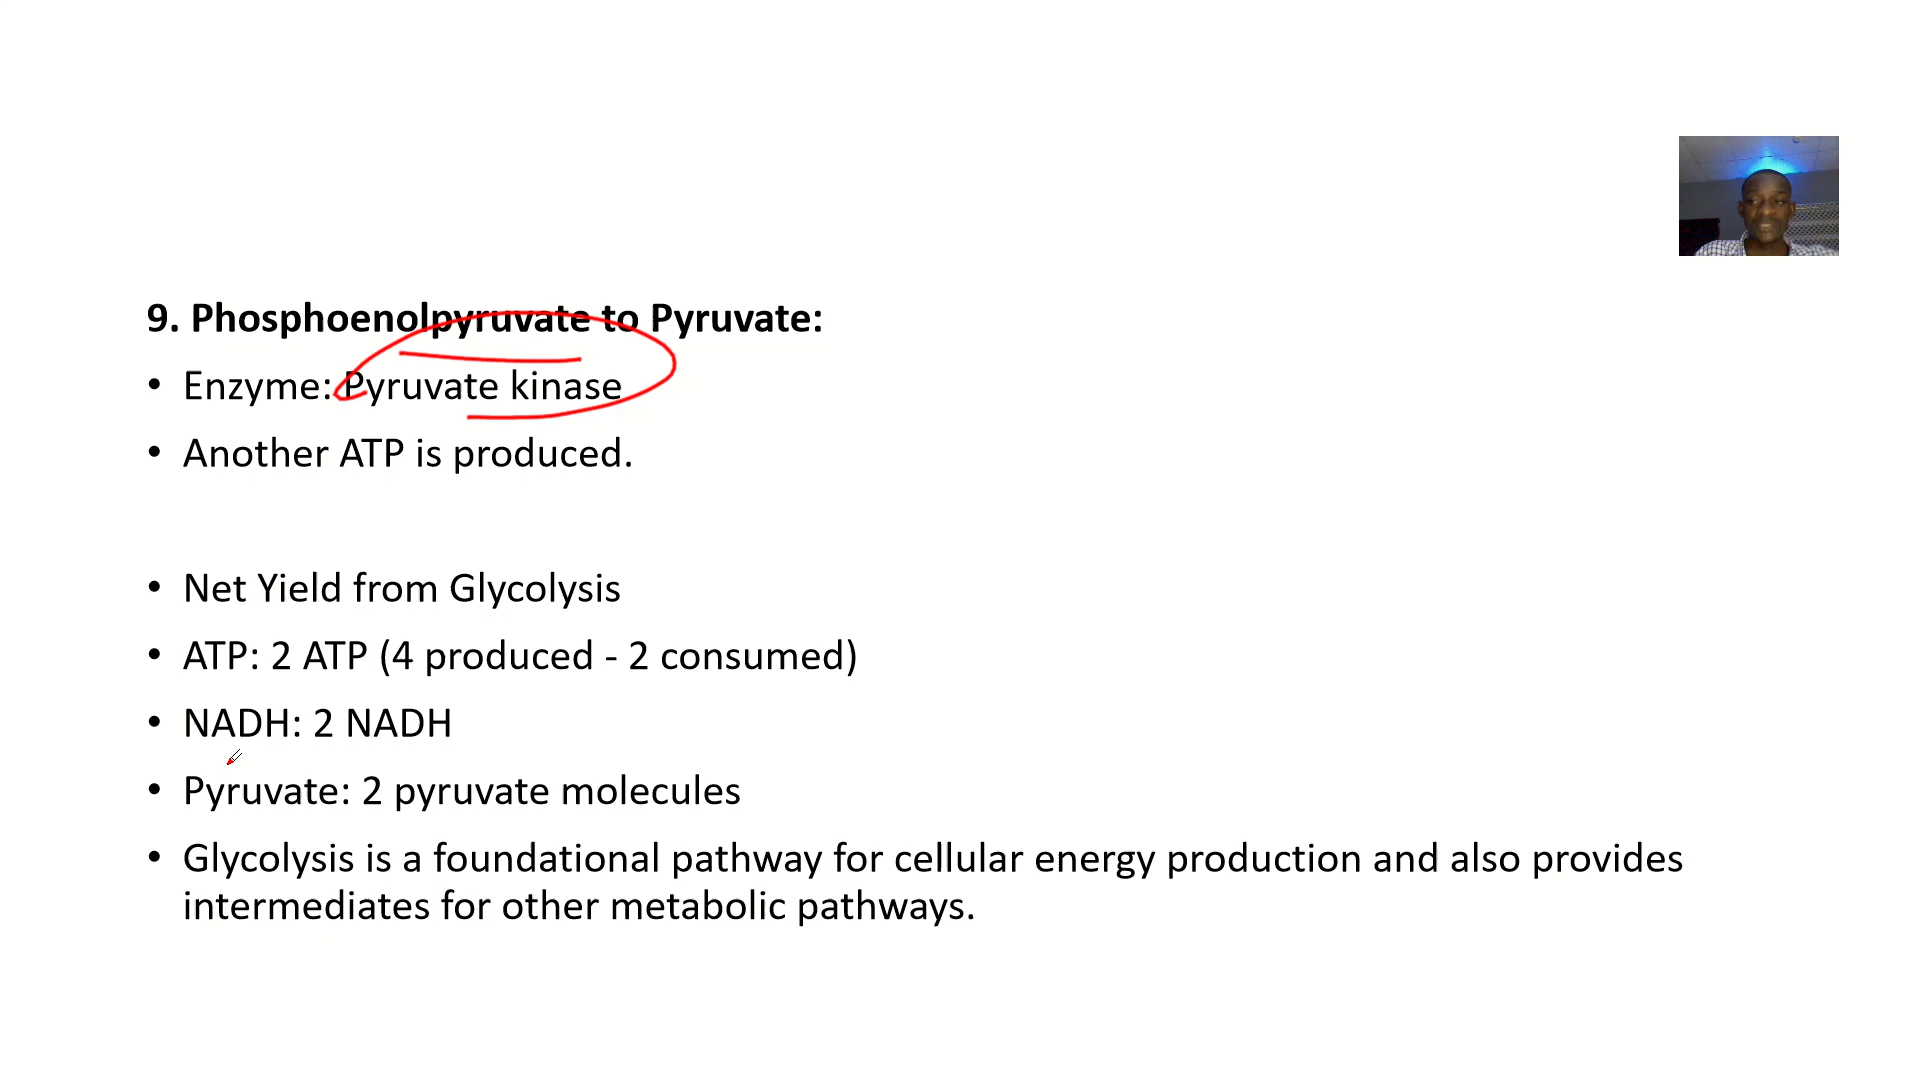 9. Phosphoenolpyruvate to Pyruvate:
• Enzyme: Pyruvate kinase
• Another ATP is produced.
• Net Yield from Glycolysis
• ATP: 2 ATP (4 produced - 2 consumed)
• NADH: 2 NADH
• Pyruvate: 2 pyruvate molecules
• Glycolysis is a foundational pathway for cellular energy production and also provides
intermediates for other metabolic pathways.